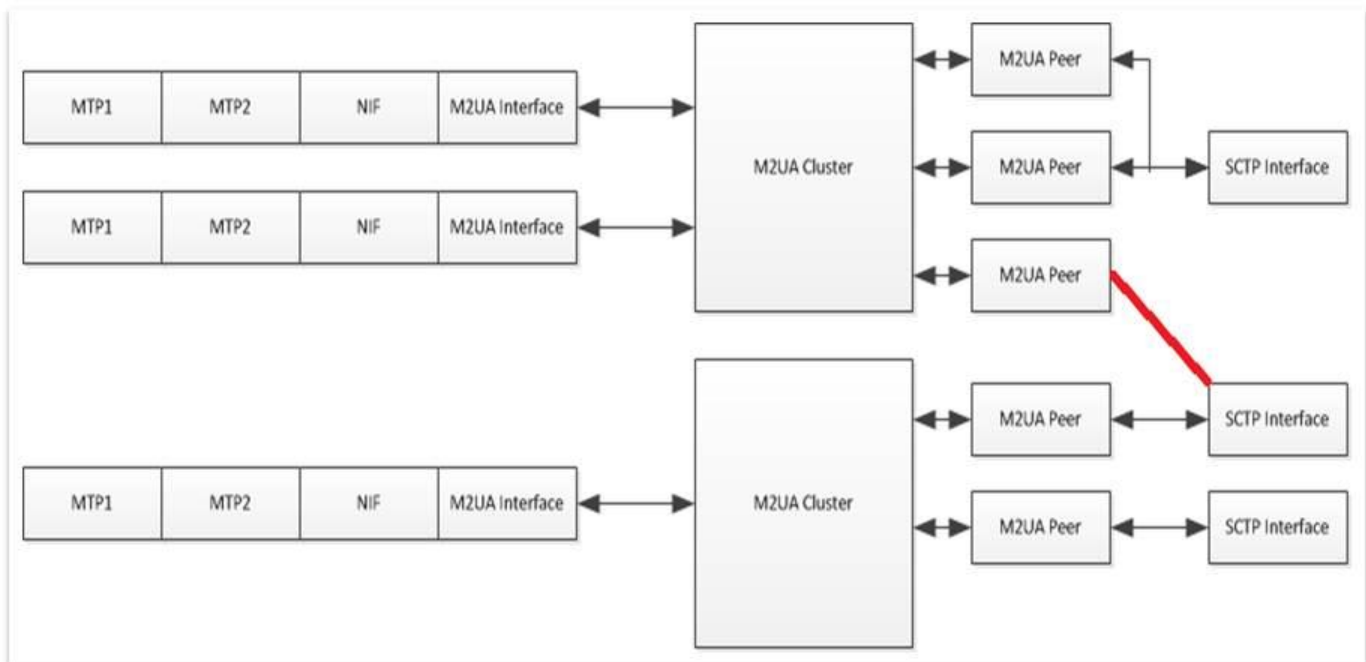 M2UA Peer
MTP1 MTP2 NIF M2UA Interface
M2UA Cluster M2UA Peer SCTP Interface
MTP1 MTP2 NIF M2UA Interface
M2UA Peer
M2UA Peer SCTP Interface
MTP1 MTP2 NIF M2UA Interface M2UA Cluster
M2UA Peer SCTP Interface